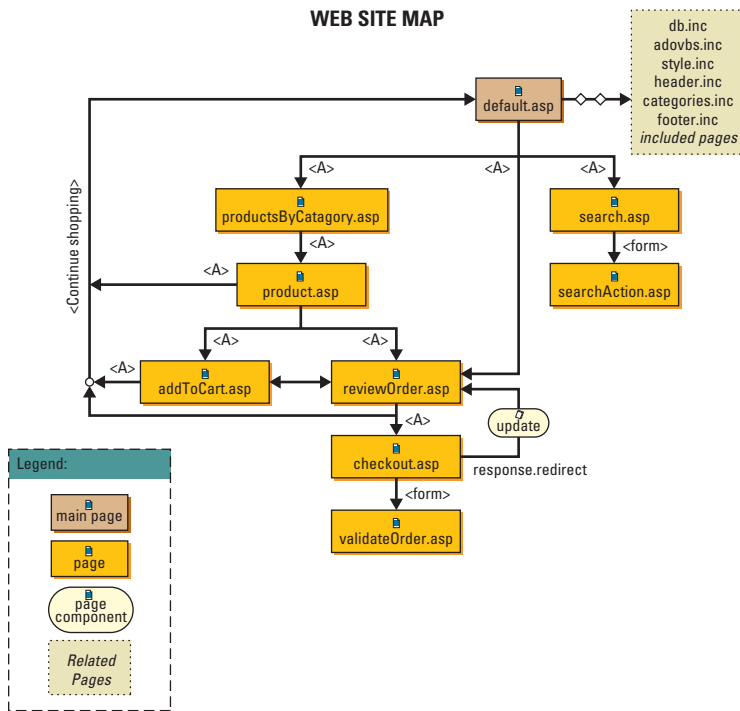 WEB SITE MAP
db.inc
adovbs.inc
style.inc
header.inc
categories.inc
footer.inc
included pages
default.asp
<A>
<A>
<A>
productsByCatagory.asp
search.asp
<A>
<form>
<Continue shopping>
<A>
product.asp
searchAction.asp
<A>
<A>
<A>
addToCart.asp
reviewOrder.asp
<A>
update
checkout.asp
response.redirect
<form>
validateOrder.asp
Legend:
main page
page
page
component
Related
Pages